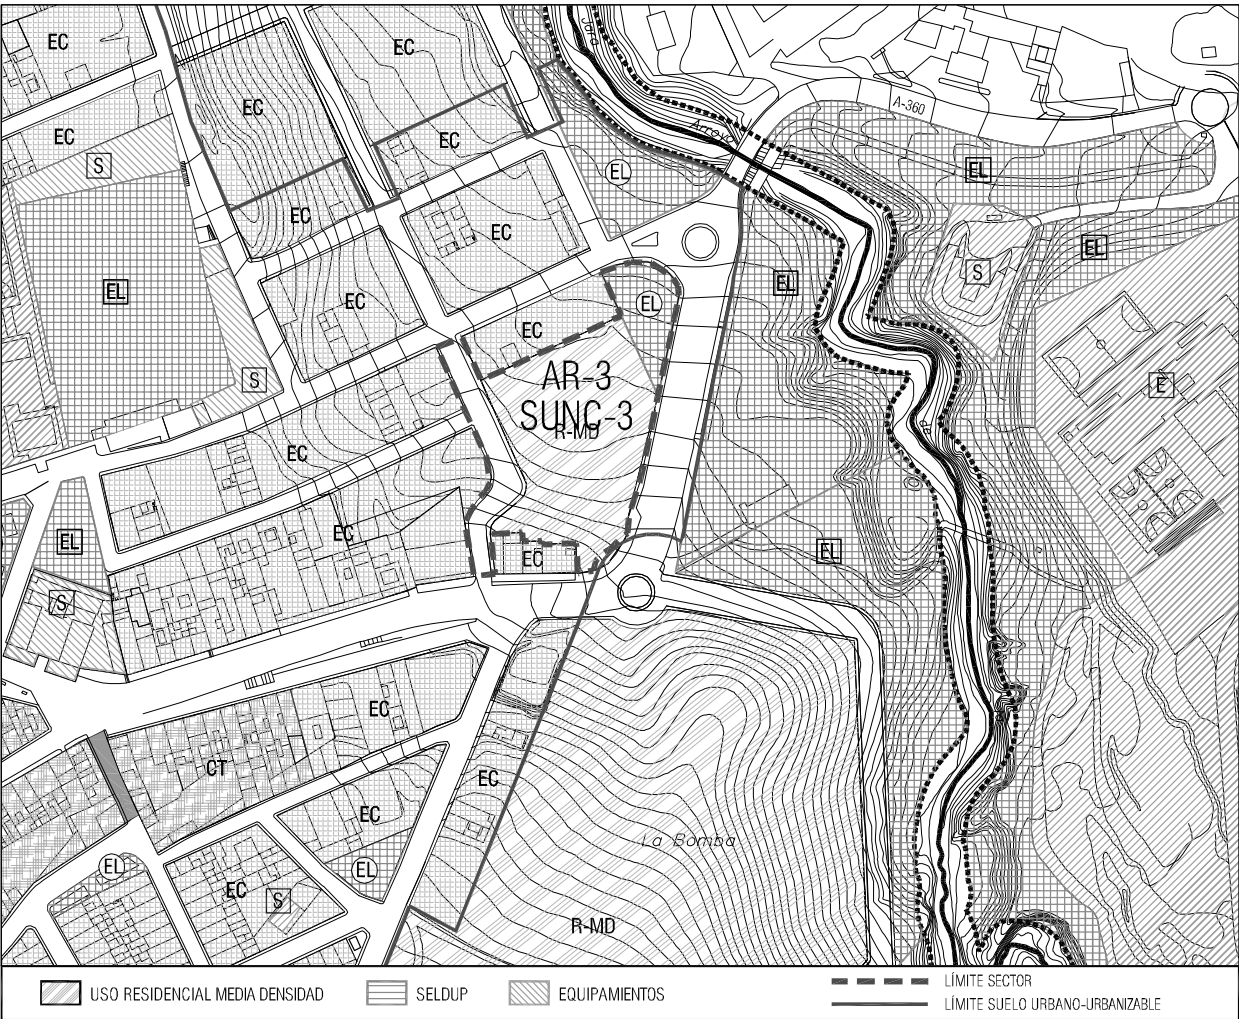 EC
EC
Jara
A-360
EC
Arroyo
EC
EC
S
EL
EL
S
EC
EC
EL
EL
S
EL
EC
EL
EC
E
AR-3
SUNC-3
R-MD
S
de
EC
EC
EL
EL
EC
S
EC
CT
EC
EC
La Bomba
EL
EL
EC
S
R-MD
USO RESIDENCIAL MEDIA DENSIDAD
SELDUP
EQUIPAMIENTOS
LÍMITE SECTOR
LÍMITE SUELO URBANO-URBANIZABLE